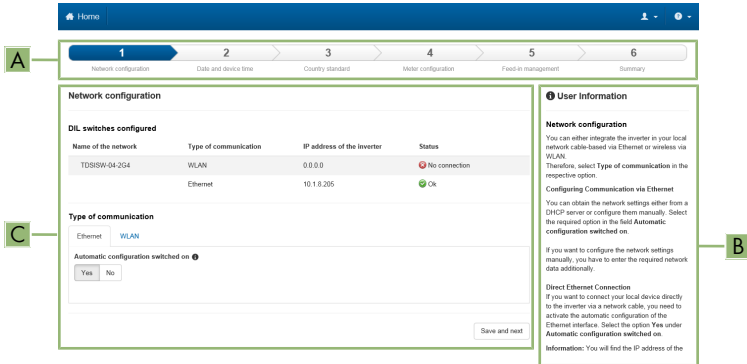 Home
1 2 3 4 5 6
Network configuration Date and device time Country standard Meter configuration Feed-in management Summary
A
Network configuration
DIL switches configured
Name of the network Type of communication IP address of the inverter Status
TDSISW-04-2G4 WLAN 0.0.0.0 No connection
Ethernet 10.1.8.205 Ok
Type of communication
Ethernet WLAN
Automatic configuration switched on
Yes No
Save and next
C
User Information
Network configuration
You can either integrate the inverter in your local
network cable-based via Ethernet or wireless via
WLAN.
Therefore, select Type of communication in the
respective option.
Configuring Communication via Ethernet
You can obtain the network settings either from a
DHCP server or configure them manually. Select
the required option in the field Automatic
configuration switched on.
If you want to configure the network settings
manually, you have to enter the required network
data additionally.
Direct Ethernet Connection
If you want to connect your local device directly
to the inverter via a network cable, you need to
activate the automatic configuration of the
Ethernet interface. Select the option Yes under
Automatic configuration switched on.
Information: You will find the IP address of the
B